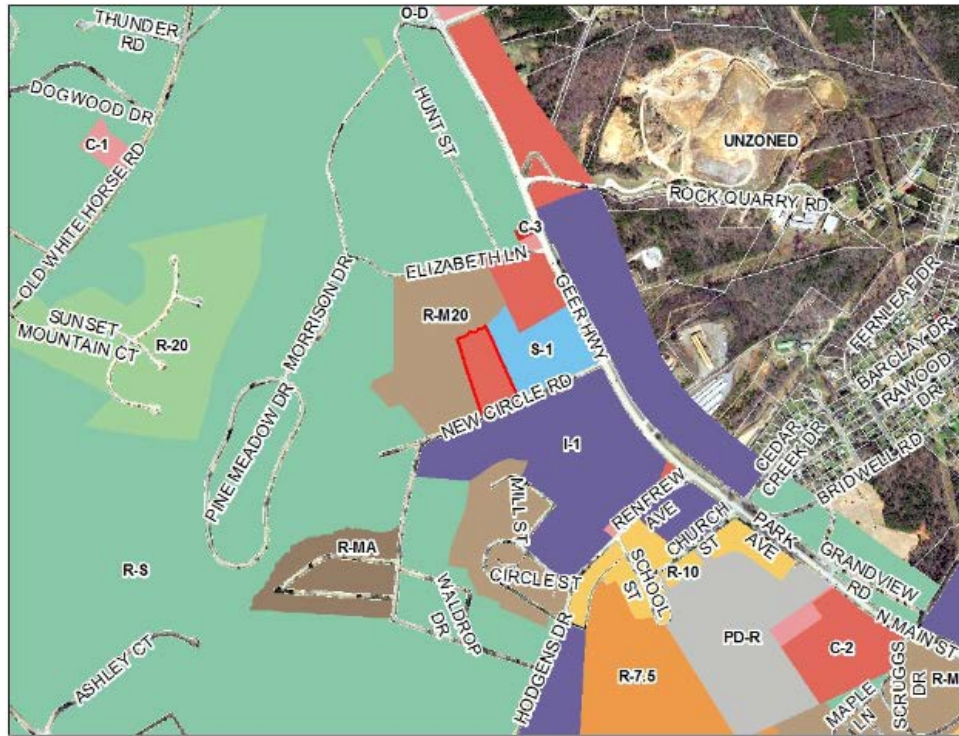 O-D
THUNDER
RD
DOGWOOD DR
C-1
OLD WHITE HORSE RD
HUNT ST
UNZONED
ROCK QUARRY RD
C-3
ELIZABETH LN
GEER HWY
R-M20
S-1
SUNSET
MOUNTAIN CT
R-20
MORRISON DR
PINE MEADOW DR
NEW CIRCLE RD
I-1
FERNLEAF DR
BARCLAY DR
RAWOOD
DR
CEDAR
CREEK DR
BRIDWELL RD
MILL ST
RENFREW
AVE
CHURCH
ST
PARK
AVE
GRANDVIEW
RD
N MAIN ST
R-MA
R-S
CIRCLE ST
SCHOOL
ST
R-10
WALDROP
DR
HODGENS DR
PD-R
C-2
R-7.5
ASHLEY CT
MAPLE
LN
SCRUGGS
DR
R-M